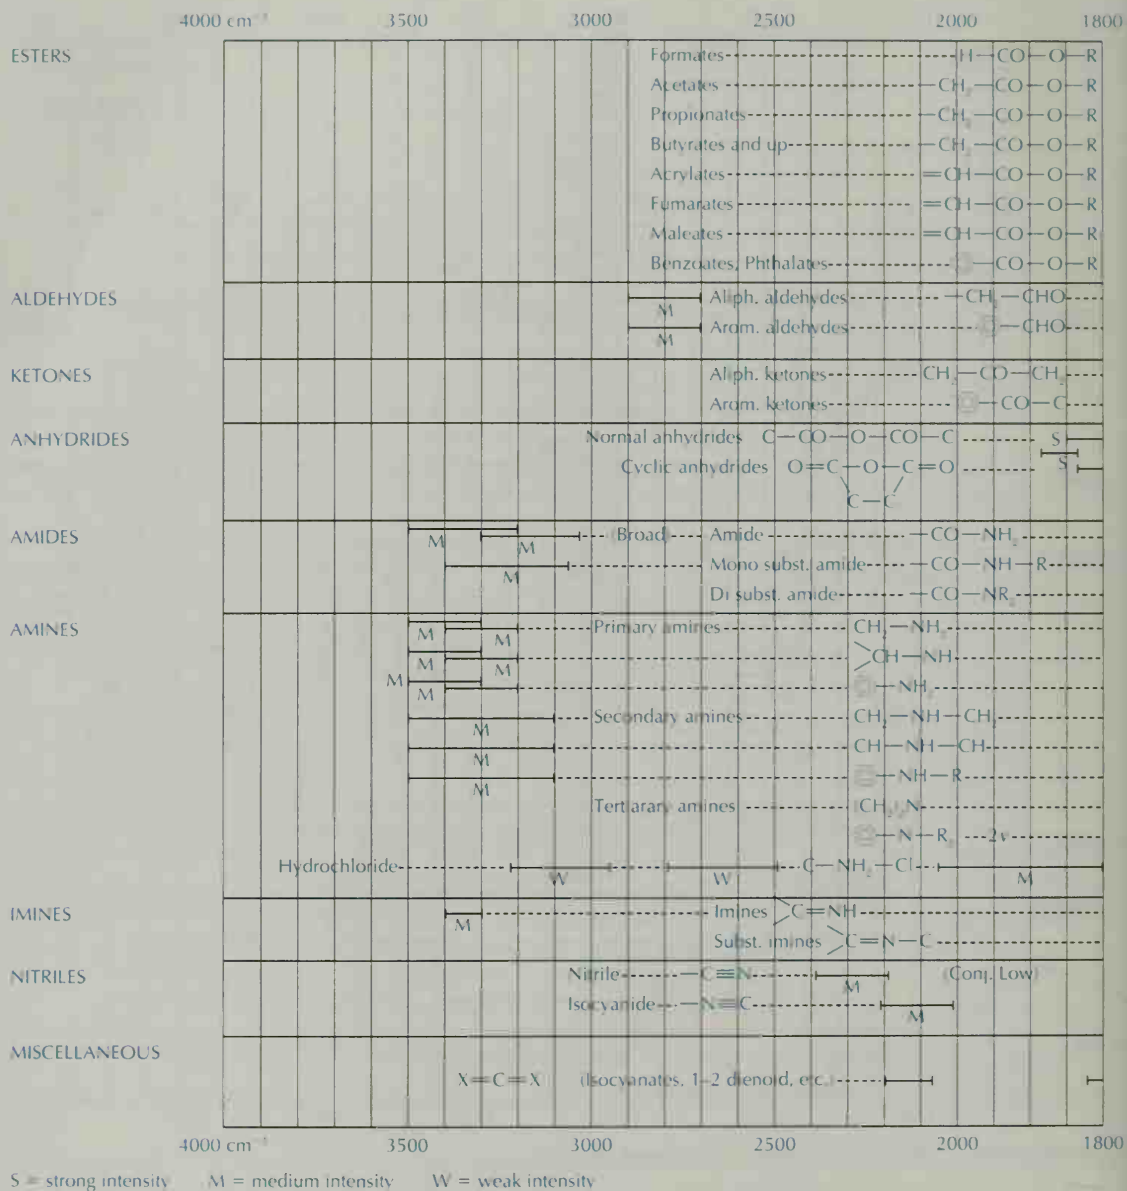 4000 cm⁻ 3500 3000 2500 2000 1800
ESTERS Formates H—CO—O—R
Acetates —CH₂—CO—O—R
Propionates —CH₂—CO—O—R
Butyrates and up —CH₂—CO—O—R
Acrylates =CH—CO—O—R
Fumarates =CH—CO—O—R
Maleates =CH—CO—O—R
Benzoates, Phthalates —CO—O—R
ALDEHYDES Aliph. aldehydes —CH₂—CHO
M
Arom. aldehydes —CHO
M
KETONES Aliph. ketones CH₂—CO—CH₂
Arom. ketones —CO—C
ANHYDRIDES Normal anhydrides C—CO—O—CO—C S
Cyclic anhydrides O=C—O—C=O S
C—C
AMIDES (Broad) Amide —CO—NH₂
M M
Mono subst. amide —CO—NH—R
M
Di subst. amide —CO—NR₂
AMINES Primary amines CH₂—NH₂
M M
>CH—NH
M M
M M —NH₂
Secondary amines CH₂—NH—CH₂
M
CH—NH—CH
M
—NH—R
M
Tertiarary amines (CH₂)₃N
—N—R₂ 2ν
Hydrochloride C—NH₂—Cl
W W M
IMINES Imines >C=NH
M
Subst. imines >C=N—C
NITRILES Nitrile —C≡N (Conj. Low)
M
Isocyanide —N≡C
M
MISCELLANEOUS
X=C=X (Isocyanates, 1–2 dienoid, etc.)
4000 cm⁻ 3500 3000 2500 2000 1800
S = strong intensity M = medium intensity W = weak intensity